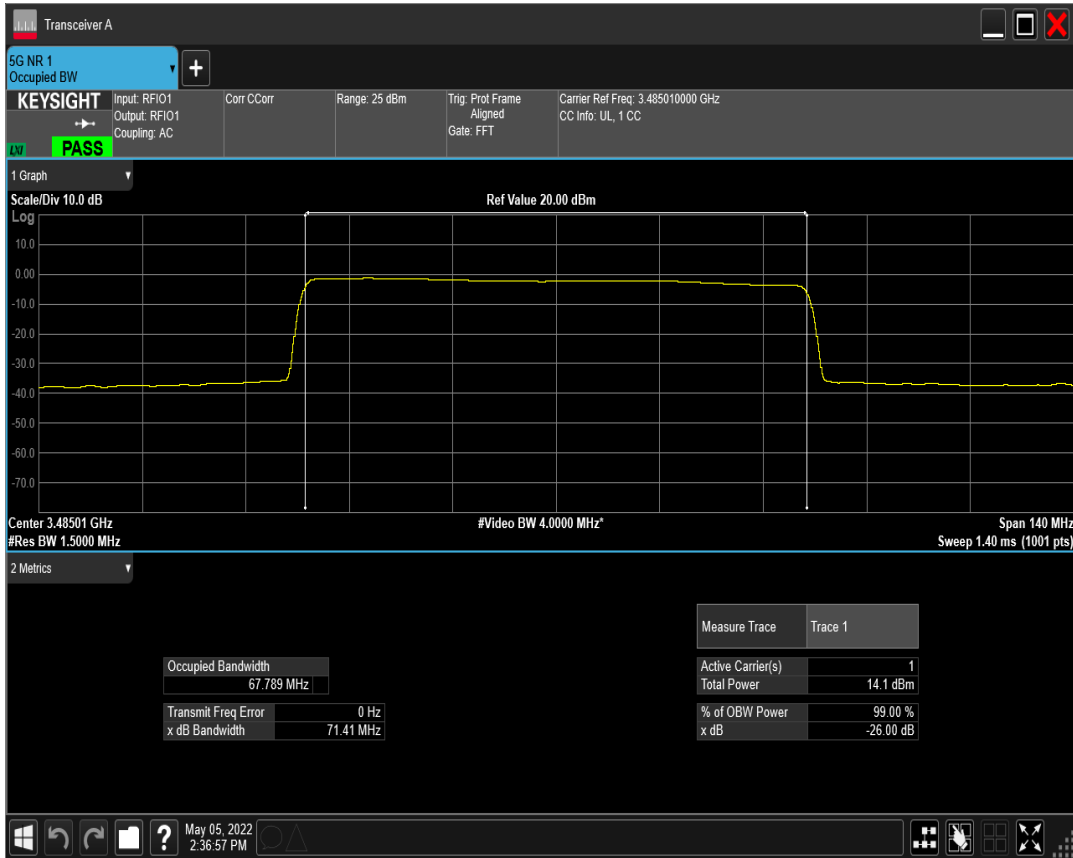 Transceiver A
5G NR 1
Occupied BW
+
KEYSIGHT
LXI
PASS
Input: RFIO1
Output: RFIO1
Coupling: AC
Corr CCorr
Range: 25 dBm
Trig: Prot Frame
Aligned
Gate: FFT
Carrier Ref Freq: 3.485010000 GHz
CC Info: UL, 1 CC
1 Graph
Scale/Div 10.0 dB
Ref Value 20.00 dBm
Log
10.0
0.00
-10.0
-20.0
-30.0
-40.0
-50.0
-60.0
-70.0
Center 3.48501 GHz
#Video BW 4.0000 MHz*
Span 140 MHz
#Res BW 1.5000 MHz
Sweep 1.40 ms (1001 pts)
2 Metrics
Measure Trace Trace 1
Occupied Bandwidth
67.789 MHz
Active Carrier(s) 1
Total Power 14.1 dBm
Transmit Freq Error 0 Hz
x dB Bandwidth 71.41 MHz
% of OBW Power 99.00 %
x dB -26.00 dB
?
May 05, 2022
2:36:57 PM